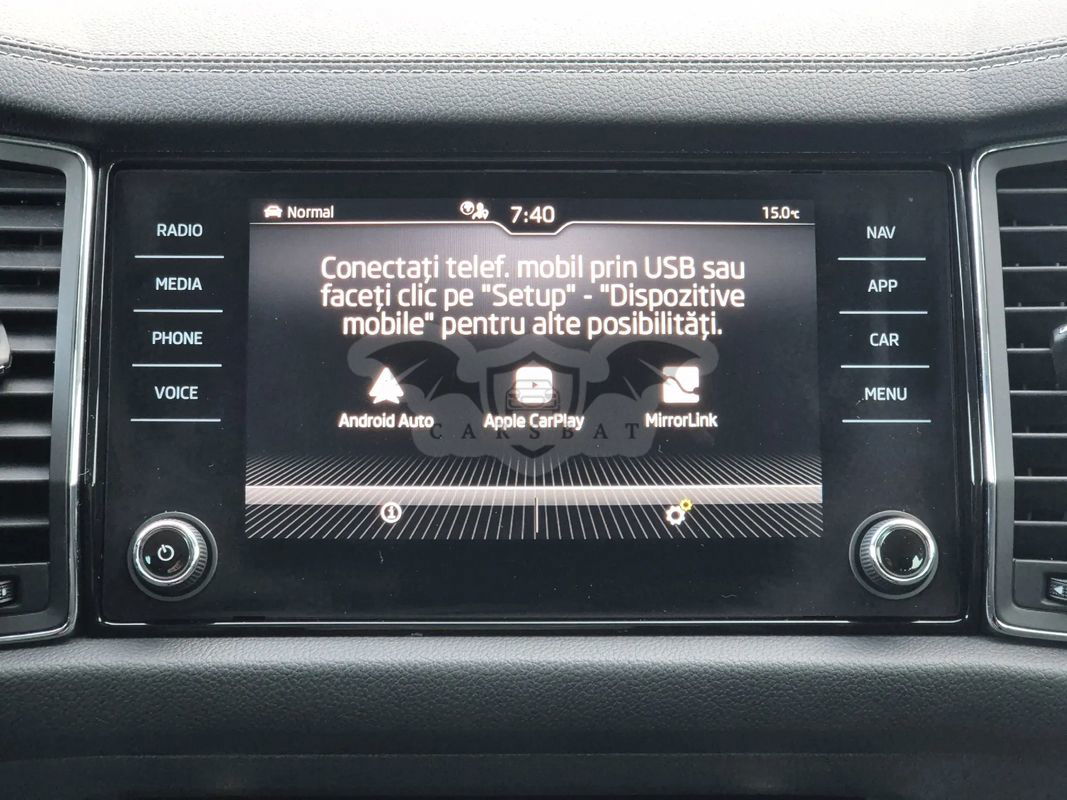 Normal
7:40
15.0°C
RADIO
MEDIA
PHONE
VOICE
NAV
APP
CAR
MENU
Conectați telef. mobil prin USB sau
faceți clic pe "Setup" - "Dispozitive
mobile" pentru alte posibilități.
Android Auto
Apple CarPlay
MirrorLink
CARSBAT